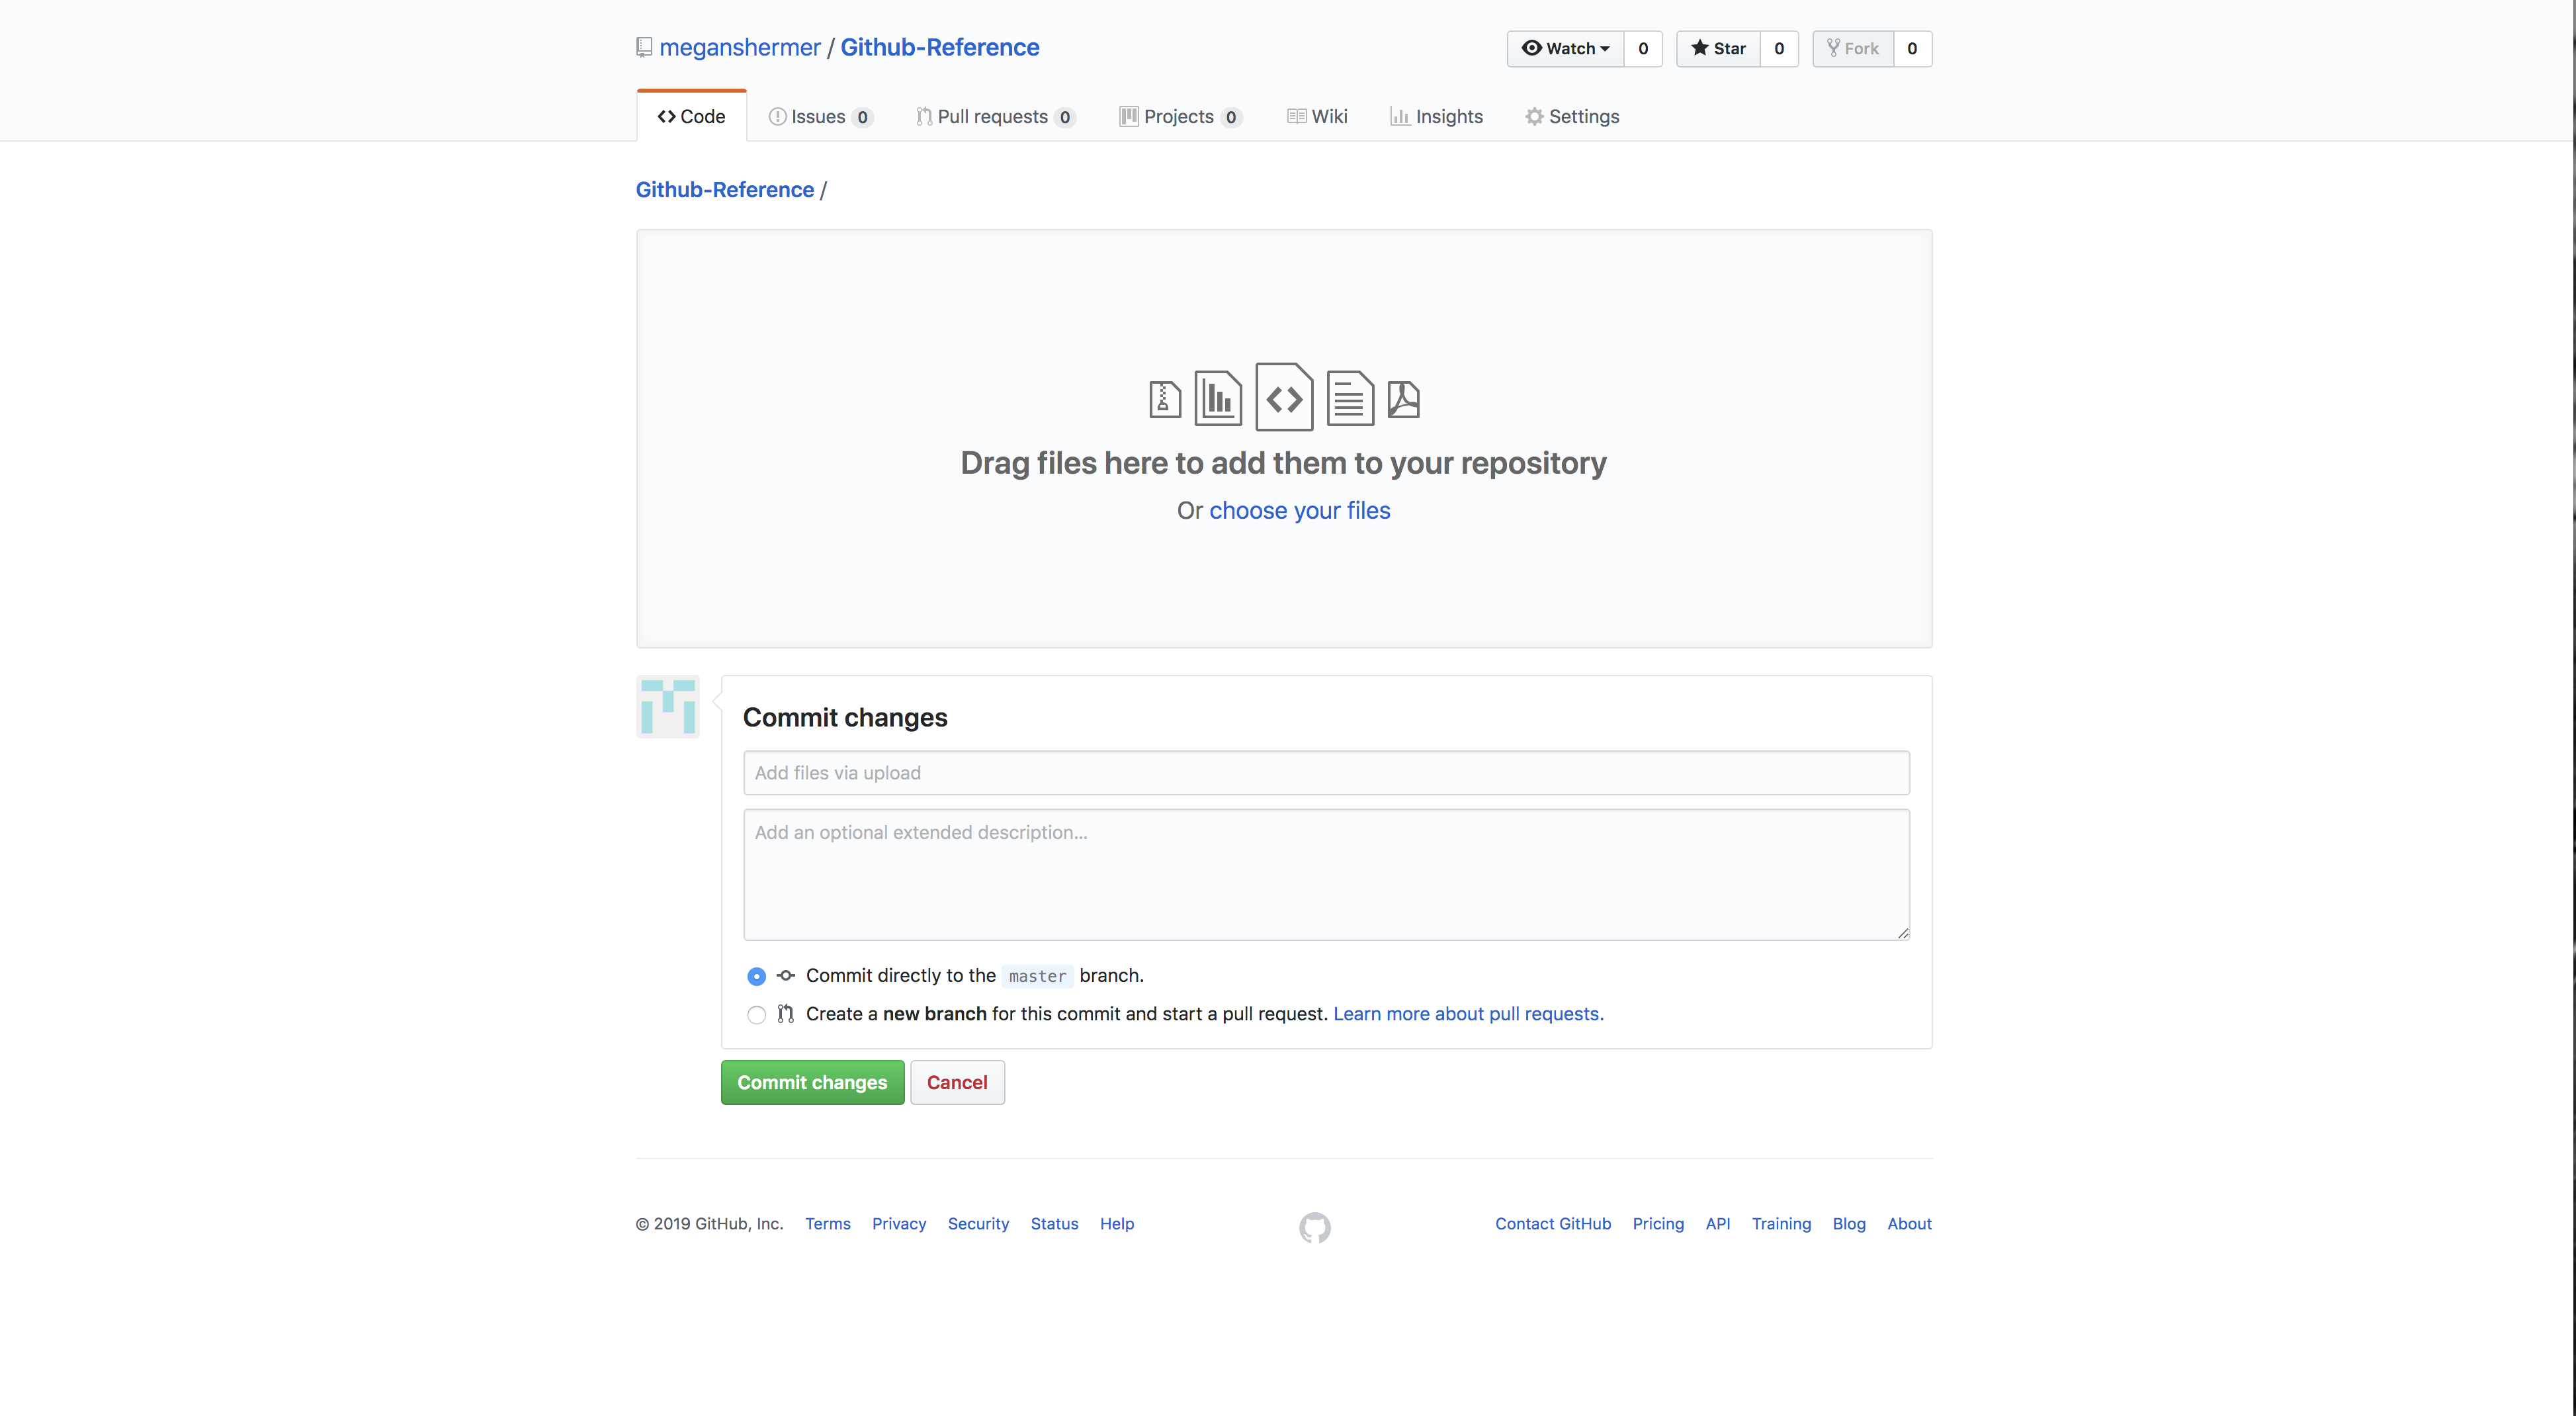 meganshermer / Github-Reference
Watch 0 Star 0 Fork 0
Code Issues 0 Pull requests 0 Projects 0 Wiki Insights Settings
Github-Reference /
Drag files here to add them to your repository
Or choose your files
Commit changes
Add files via upload
Add an optional extended description...
Commit directly to the master branch.
Create a new branch for this commit and start a pull request. Learn more about pull requests.
Commit changes Cancel
© 2019 GitHub, Inc. Terms Privacy Security Status Help Contact GitHub Pricing API Training Blog About